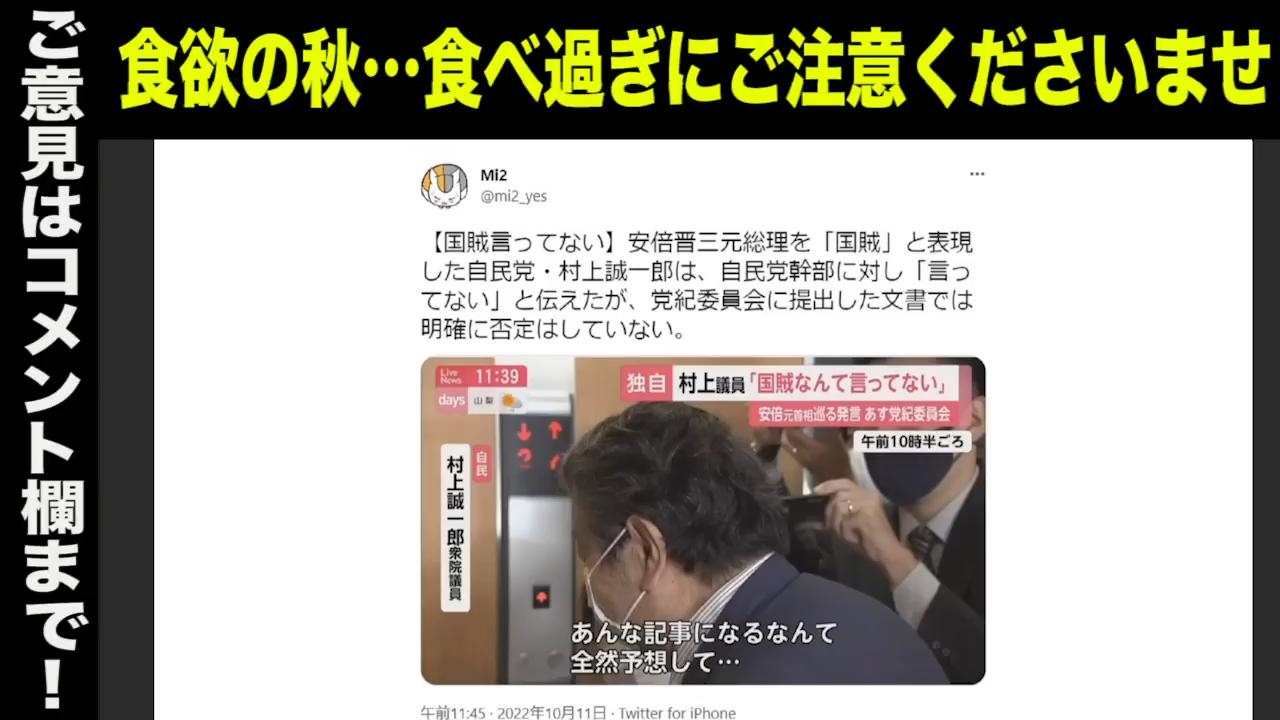 食欲の秋…食べ過ぎにご注意くださいませ
ご意見はコメント欄まで！
Mi2
@mi2_yes
【国賊言ってない】安倍晋三元総理を「国賊」と表現
した自民党・村上誠一郎は、自民党幹部に対し「言っ
てない」と伝えたが、党紀委員会に提出した文書では
明確に否定はしていない。
Live News 11:39
days 山梨
独自 村上議員「国賊なんて言ってない」
安倍元首相巡る発言 あす党紀委員会
午前10時半ごろ
自民
村上誠一郎衆院議員
あんな記事になるなんて
全然予想して…
午前11:45 · 2022年10月11日 · Twitter for iPhone